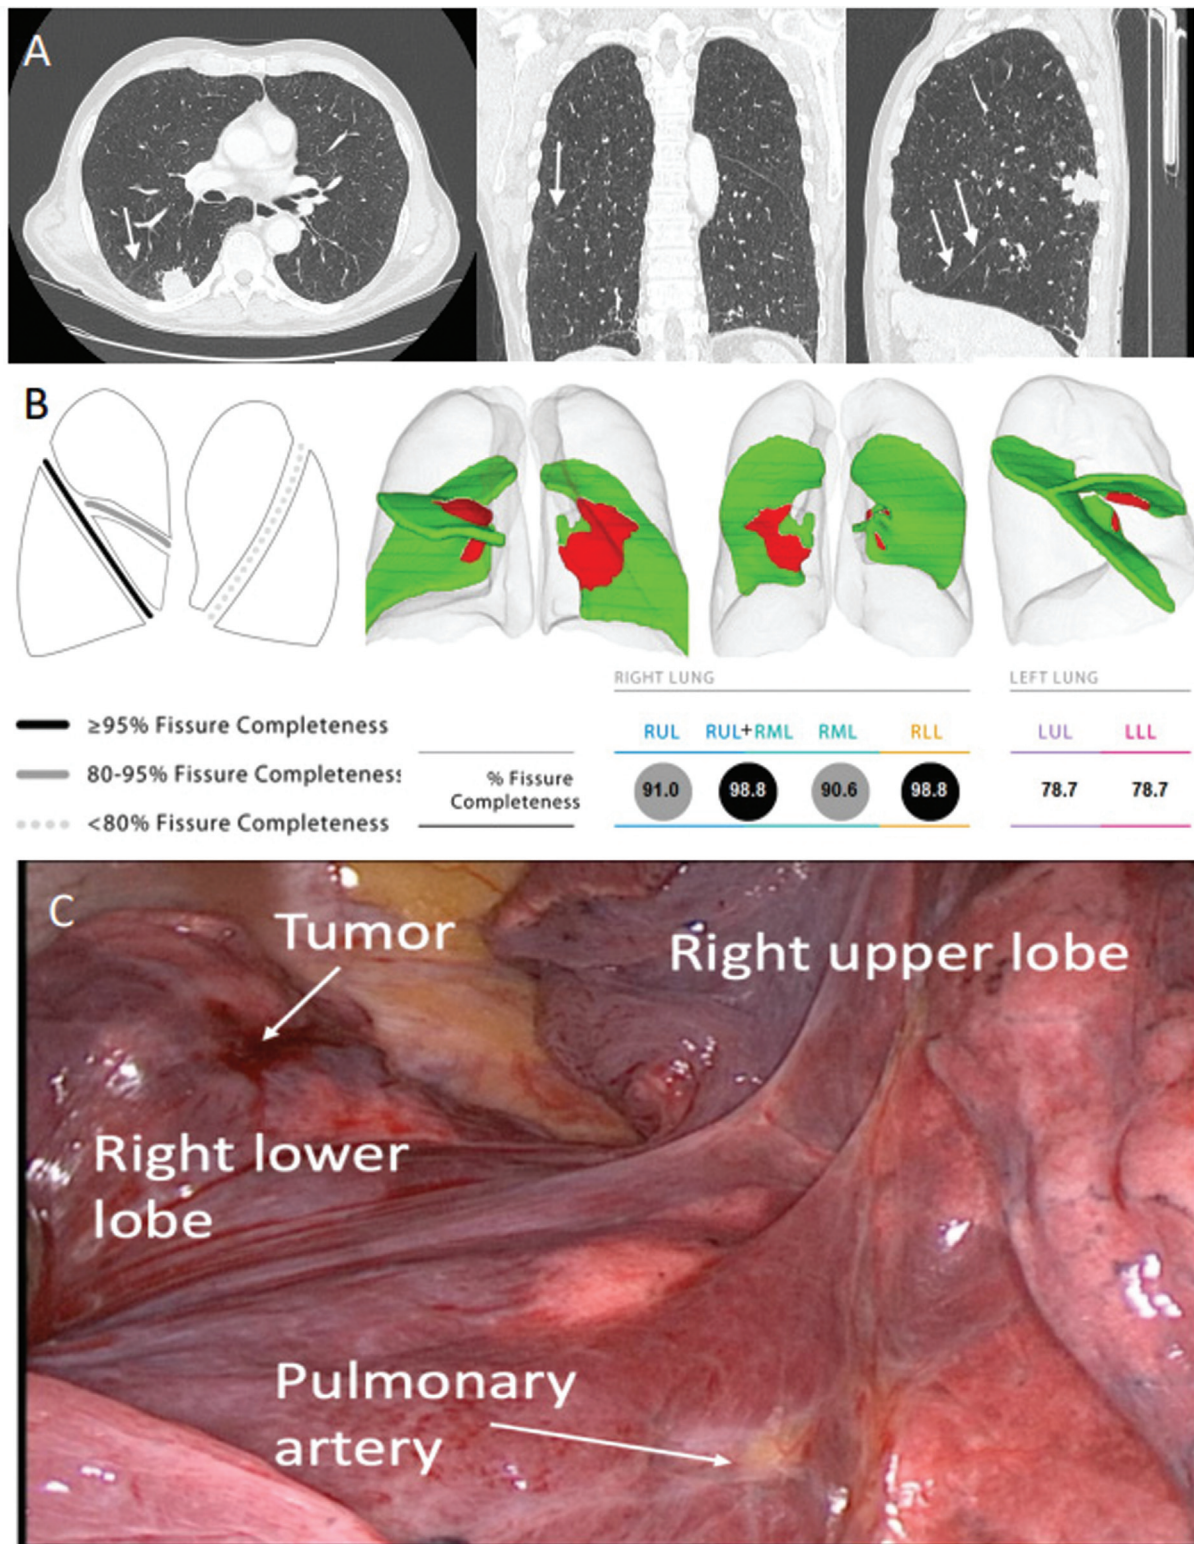 A
B
≥95% Fissure Completeness
80-95% Fissure Completeness
<80% Fissure Completeness
RIGHT LUNG
LEFT LUNG
RUL RUL+RML RML RLL
LUL LLL
% Fissure
Completeness
91.0 98.8 90.6 98.8
78.7 78.7
C
Tumor
Right upper lobe
Right lower
lobe
Pulmonary
artery